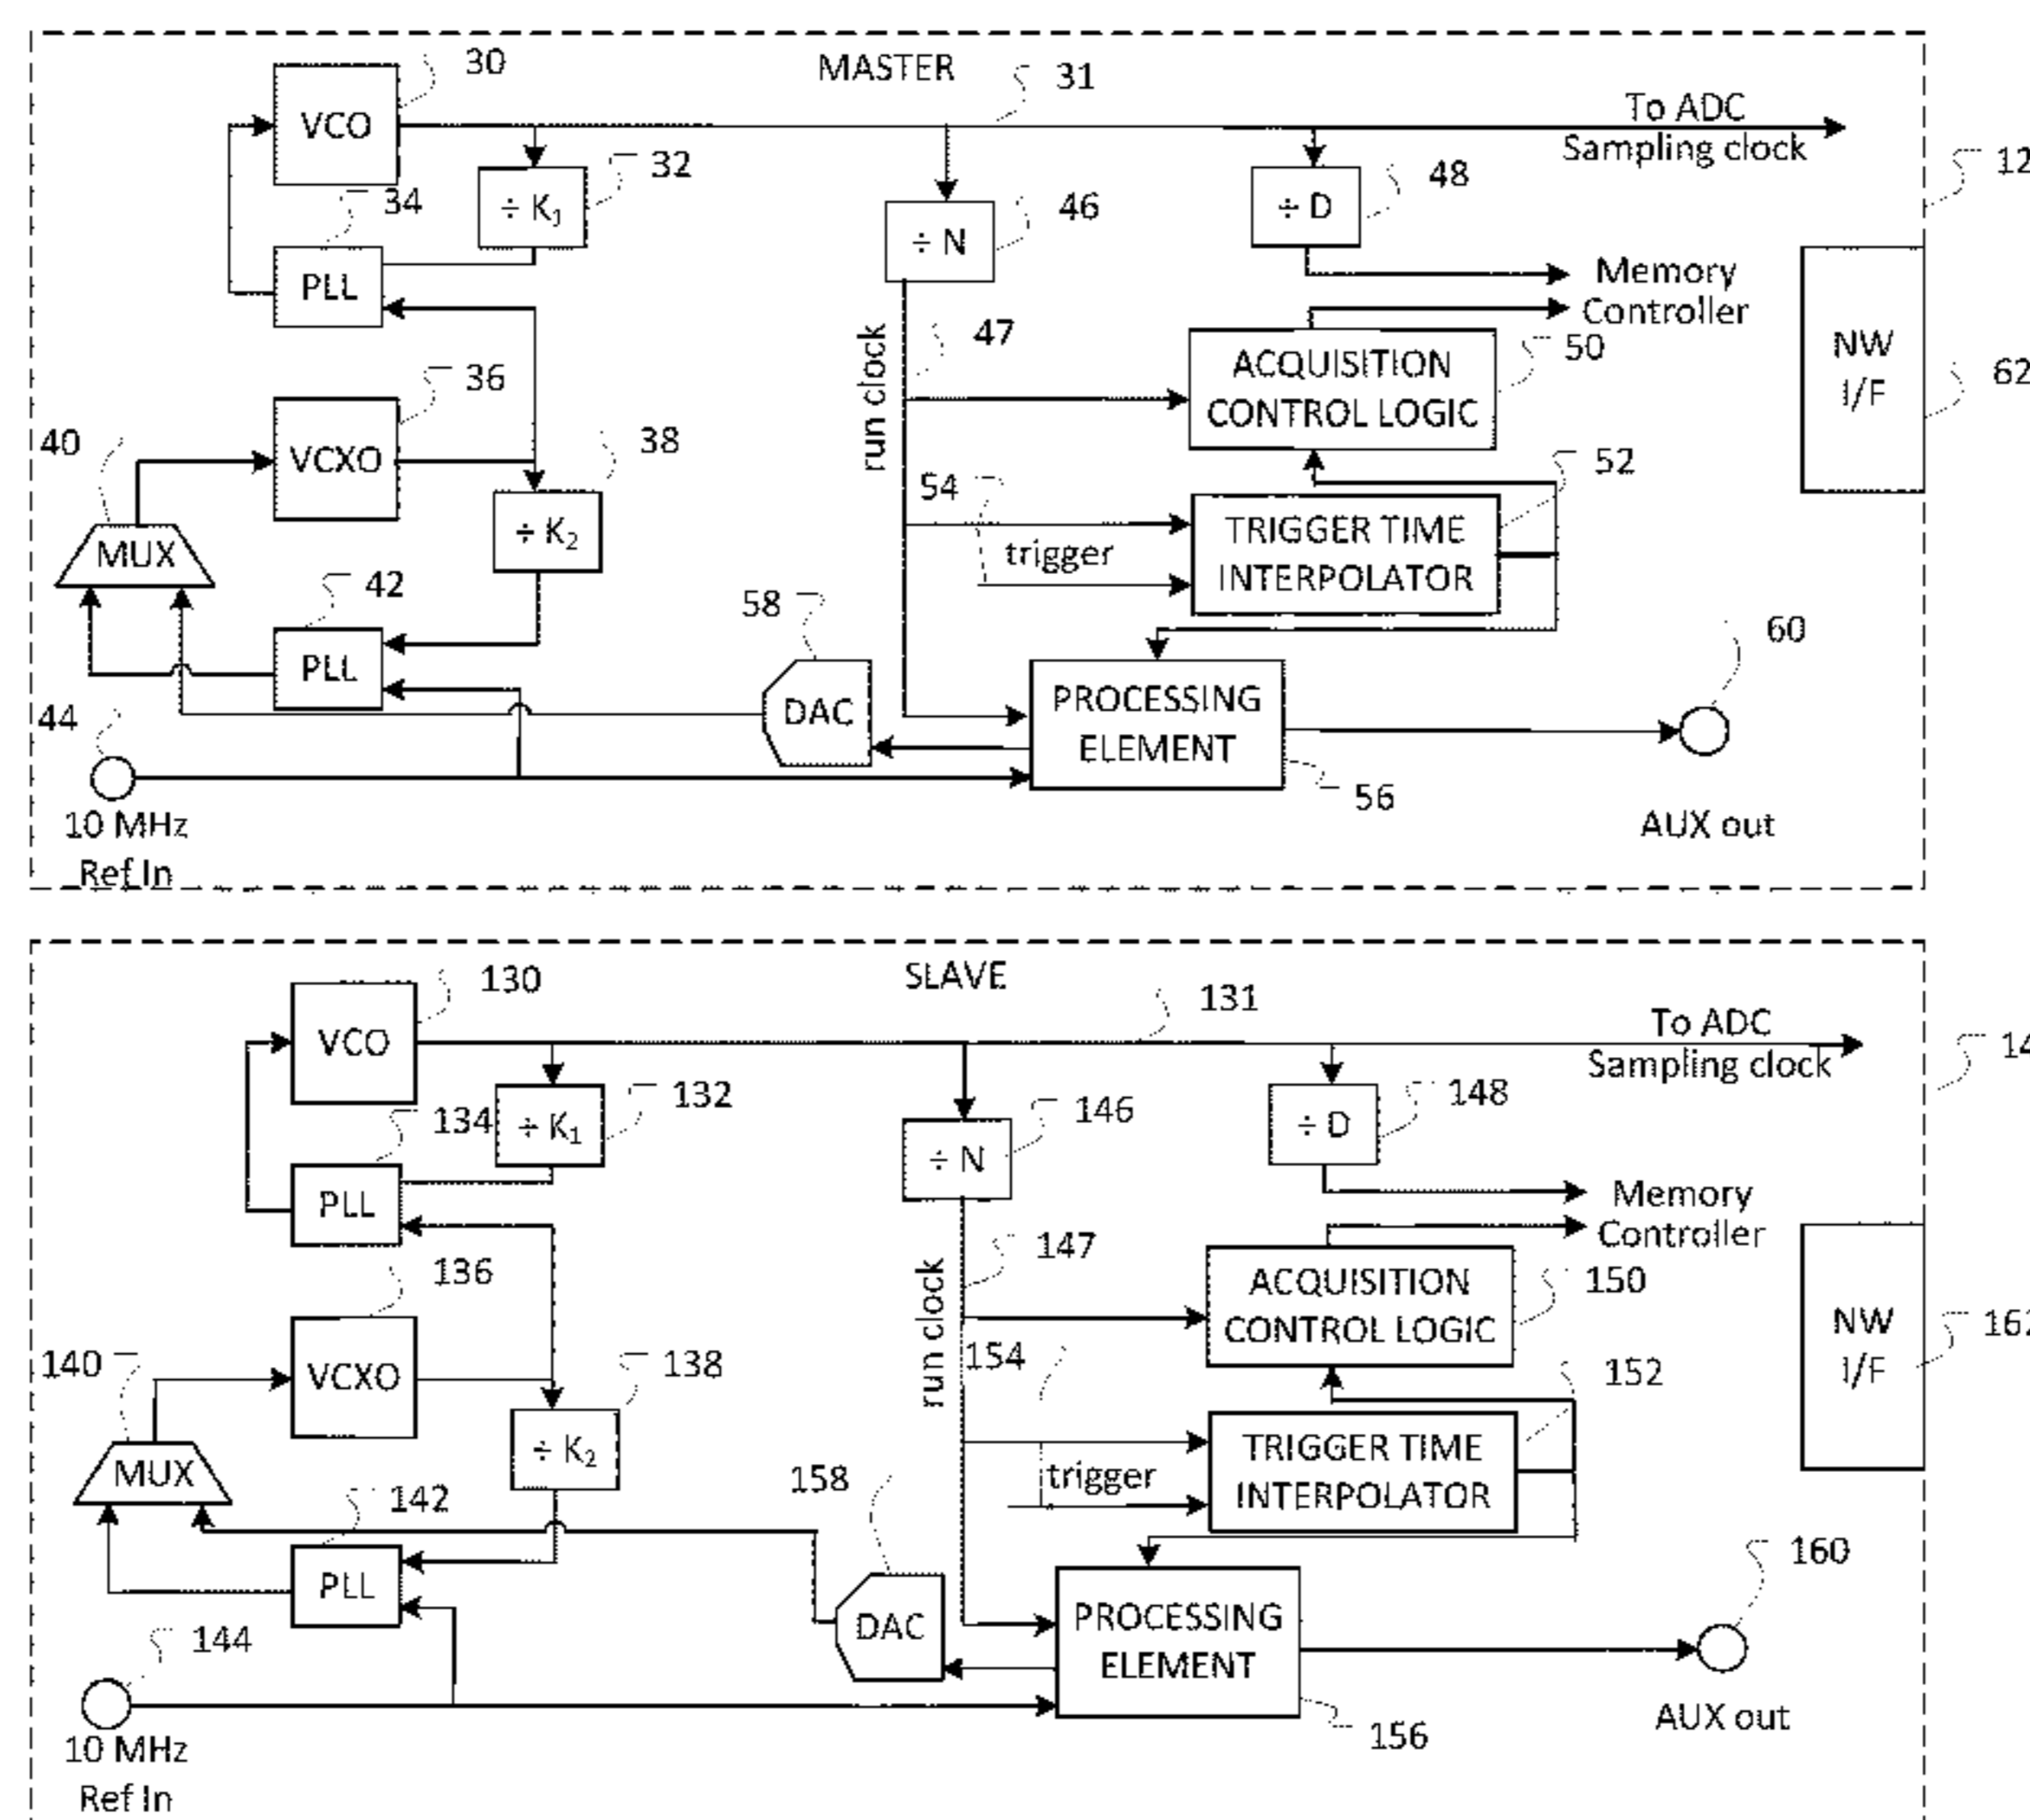 MASTER
30
31
To ADC
Sampling clock
VCO
32
÷ K₁
34
PLL
46
÷ N
48
÷ D
12
Memory
Controller
47
run clock
ACQUISITION
CONTROL LOGIC
50
NW
I/F
62
36
VCXO
38
÷ K₂
40
MUX
42
PLL
52
54
trigger
TRIGGER TIME
INTERPOLATOR
58
DAC
60
44
PROCESSING
ELEMENT
56
10 MHz
Ref In
AUX out
SLAVE
130
131
To ADC
Sampling clock
VCO
132
÷ K₁
134
PLL
146
÷ N
148
÷ D
14
Memory
Controller
147
run clock
ACQUISITION
CONTROL LOGIC
150
NW
I/F
162
136
VCXO
138
÷ K₂
140
MUX
142
PLL
152
154
trigger
TRIGGER TIME
INTERPOLATOR
158
DAC
160
144
PROCESSING
ELEMENT
156
10 MHz
Ref In
AUX out